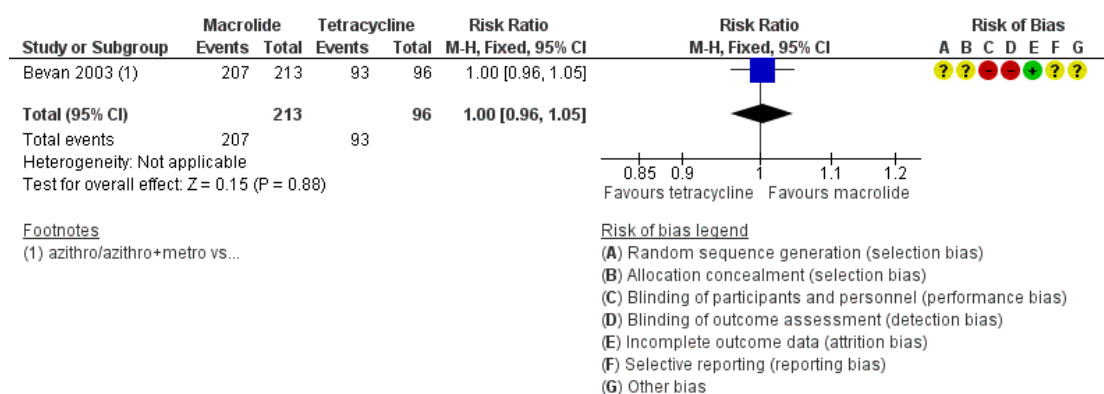 Macrolide Tetracycline Risk Ratio Risk Ratio Risk of Bias
Study or Subgroup Events Total Events Total M-H, Fixed, 95% CI M-H, Fixed, 95% CI A B C D E F G
Bevan 2003 (1) 207 213 93 96 1.00 [0.96, 1.05] ? ? - - + ? ?
Total (95% CI) 213 96 1.00 [0.96, 1.05]
Total events 207 93
Heterogeneity: Not applicable
Test for overall effect: Z = 0.15 (P = 0.88)
0.85 0.9 1 1.1 1.2
Favours tetracycline Favours macrolide
Footnotes
(1) azithro/azithro+metro vs...
Risk of bias legend
(A) Random sequence generation (selection bias)
(B) Allocation concealment (selection bias)
(C) Blinding of participants and personnel (performance bias)
(D) Blinding of outcome assessment (detection bias)
(E) Incomplete outcome data (attrition bias)
(F) Selective reporting (reporting bias)
(G) Other bias